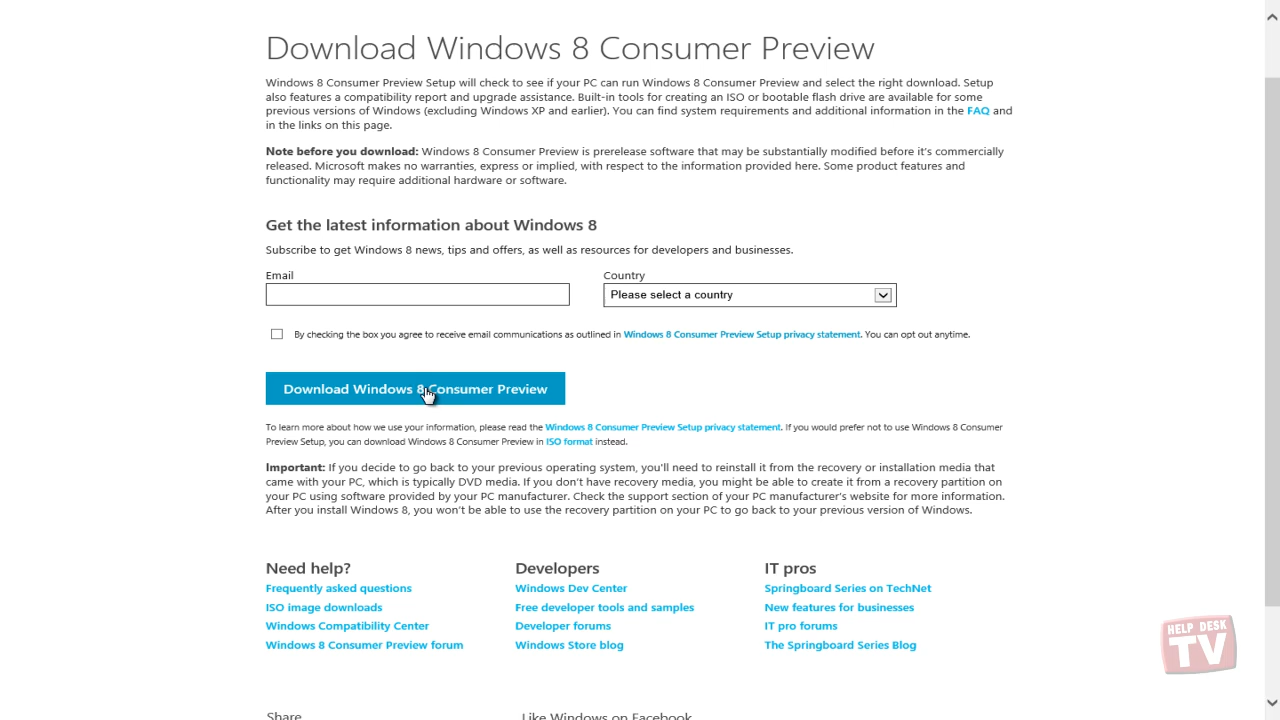 Download Windows 8 Consumer Preview
Windows 8 Consumer Preview Setup will check to see if your PC can run Windows 8 Consumer Preview and select the right download. Setup
also features a compatibility report and upgrade assistance. Built-in tools for creating an ISO or bootable flash drive are available for some
previous versions of Windows (excluding Windows XP and earlier). You can find system requirements and additional information in the FAQ and
in the links on this page.
Note before you download: Windows 8 Consumer Preview is prerelease software that may be substantially modified before it's commercially
released. Microsoft makes no warranties, express or implied, with respect to the information provided here. Some product features and
functionality may require additional hardware or software.
Get the latest information about Windows 8
Subscribe to get Windows 8 news, tips and offers, as well as resources for developers and businesses.
Email Country
Please select a country
By checking the box you agree to receive email communications as outlined in Windows 8 Consumer Preview Setup privacy statement. You can opt out anytime.
Download Windows 8 Consumer Preview
To learn more about how we use your information, please read the Windows 8 Consumer Preview Setup privacy statement. If you would prefer not to use Windows 8 Consumer
Preview Setup, you can download Windows 8 Consumer Preview in ISO format instead.
Important: If you decide to go back to your previous operating system, you'll need to reinstall it from the recovery or installation media that
came with your PC, which is typically DVD media. If you don't have recovery media, you might be able to create it from a recovery partition on
your PC using software provided by your PC manufacturer. Check the support section of your PC manufacturer's website for more information.
After you install Windows 8, you won't be able to use the recovery partition on your PC to go back to your previous version of Windows.
Need help?
Frequently asked questions
ISO image downloads
Windows Compatibility Center
Windows 8 Consumer Preview forum
Developers
Windows Dev Center
Free developer tools and samples
Developer forums
Windows Store blog
IT pros
Springboard Series on TechNet
New features for businesses
IT pro forums
The Springboard Series Blog
HELP DESK
TV
Share
Like Windows on Facebook